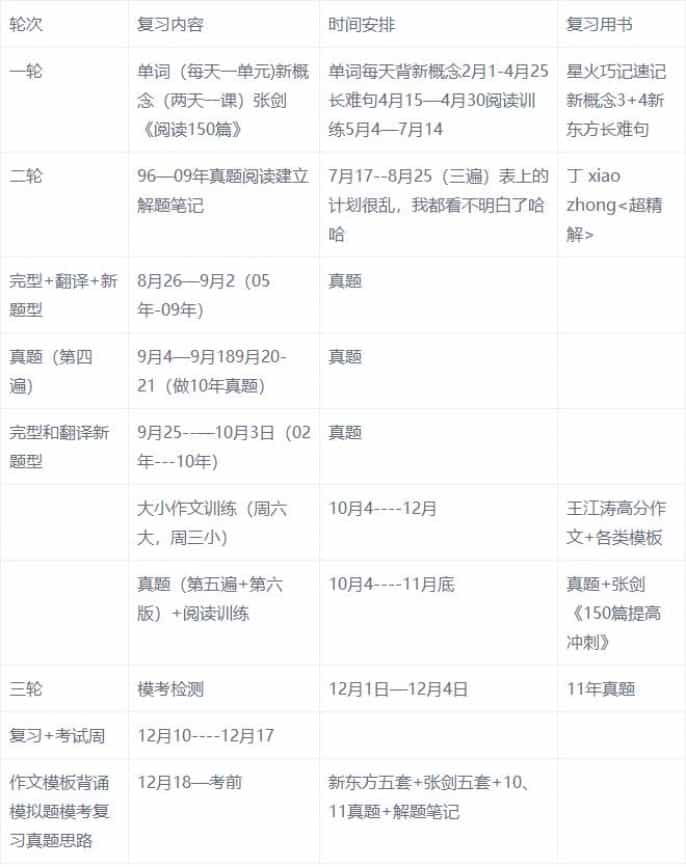 轮次
复习内容
时间安排
复习用书
一轮
单词（每天一单元)新概
念（两天一课）张剑
《阅读150篇》
单词每天背新概念2月1-4月25
长难句4月15—4月30阅读训
练5月4—7月14
星火巧记速记
新概念3+4新
东方长难句
二轮
96—09年真题阅读建立
解题笔记
7月17--8月25（三遍）表上的
计划很乱，我都看不明白了哈
哈
丁 xiao
zhong<超精
解>
完型+翻译+新
题型
8月26—9月2（05
年-09年）
真题
真题（第四
遍）
9月4—9月189月20-
21（做10年真题）
真题
完型和翻译新
题型
9月25-——10月3日（02
年---10年）
真题
大小作文训练（周六
大，周三小）
10月4----12月
王江涛高分作
文+各类模板
真题（第五遍+第六
版）+阅读训练
10月4----11月底
真题+张剑
《150篇提高
冲刺》
三轮
模考检测
12月1日—12月4日
11年真题
复习+考试周
12月10----12月17
作文模板背诵
模拟题模考复
习真题思路
12月18—考前
新东方五套+张剑五套+10、
11真题+解题笔记